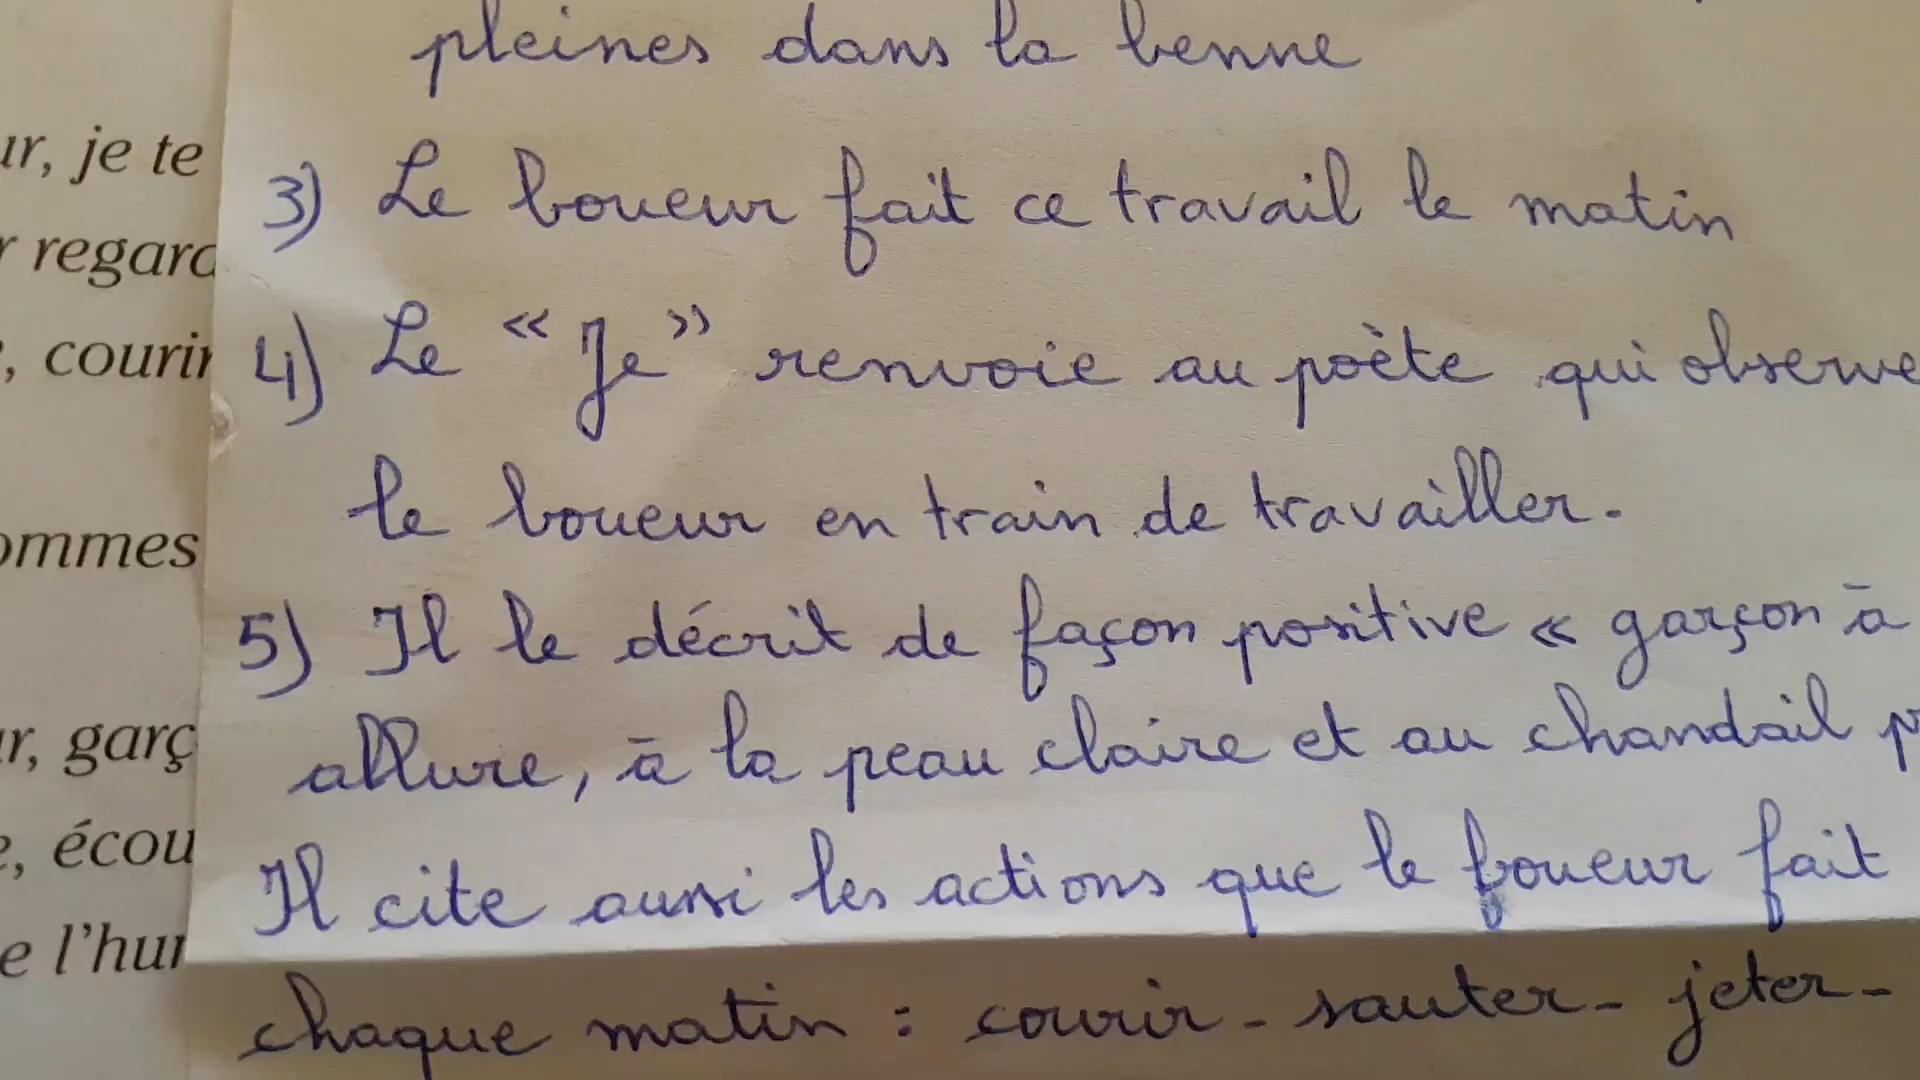 pleines dans la benne
3) Le boueur fait ce travail le matin
4) Le « Je » renvoie au poète qui observe
le boueur en train de travailler.
5) Il le décrit de façon positive « garçon à
allure, à la peau claire et au chandail
Il cite aussi les actions que le boueur fait
chaque matin : courir - sauter - jeter -
ur, je te
r regard
, courir
ommes
ur, garç
e, écou
e l'hum